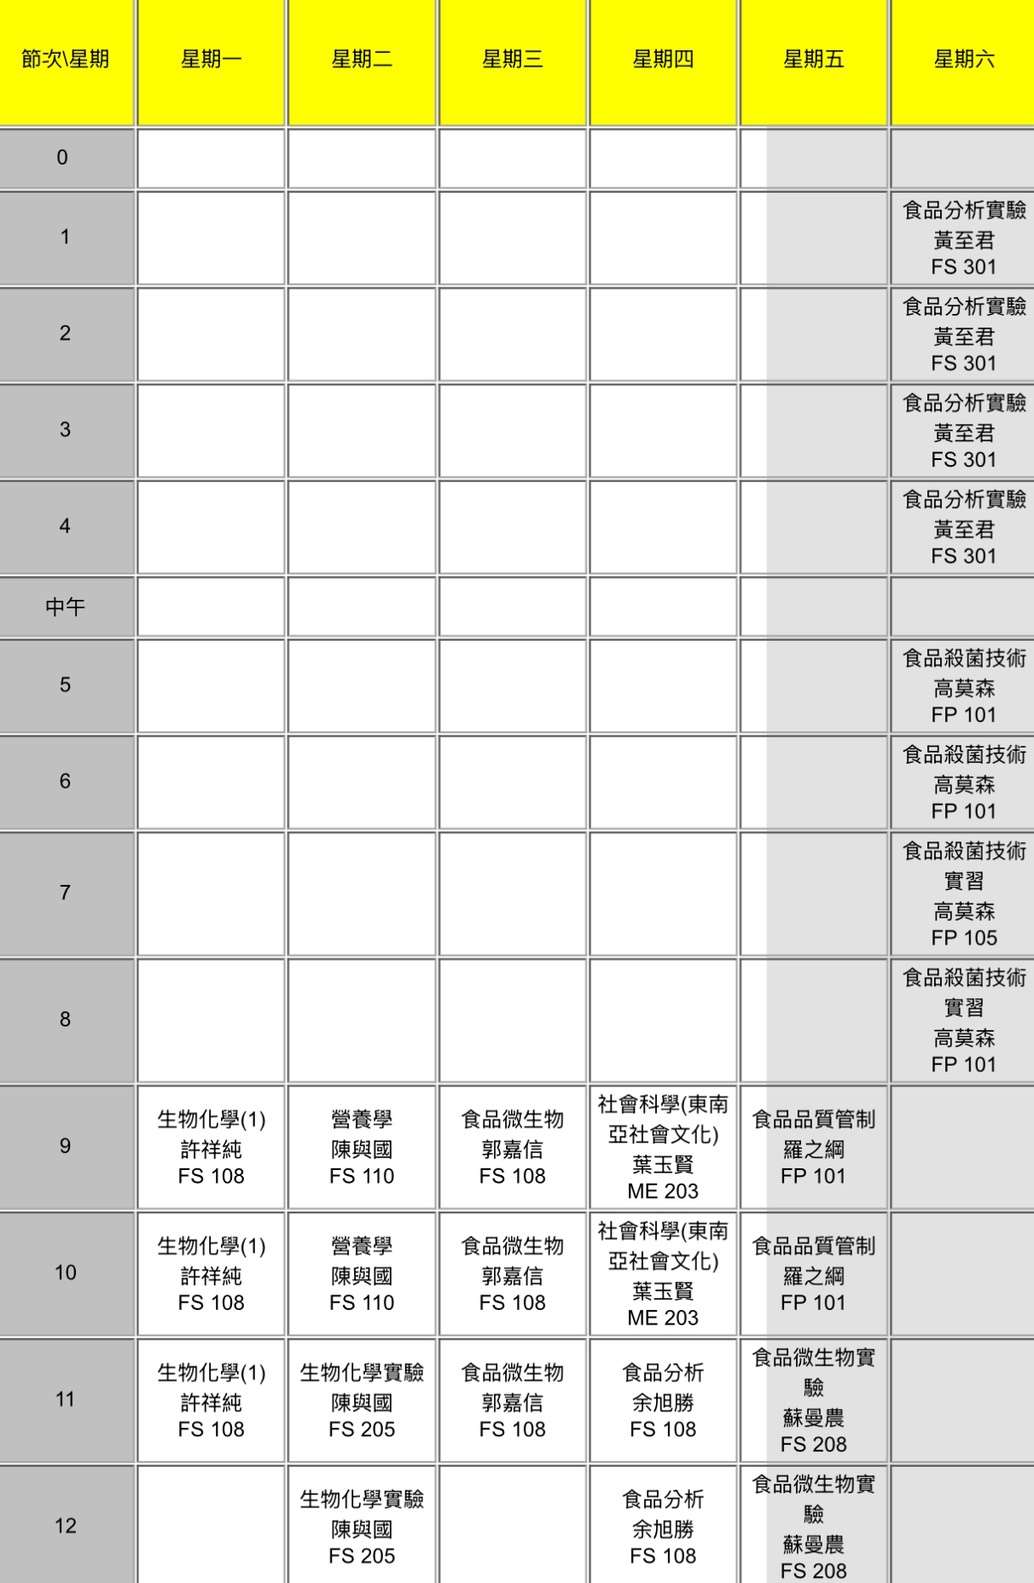 節次\星期
星期一
星期二
星期三
星期四
星期五
星期六
0
1
食品分析實驗
黃至君
FS 301
2
食品分析實驗
黃至君
FS 301
3
食品分析實驗
黃至君
FS 301
4
食品分析實驗
黃至君
FS 301
中午
5
食品殺菌技術
高莫森
FP 101
6
食品殺菌技術
高莫森
FP 101
7
食品殺菌技術
實習
高莫森
FP 105
8
食品殺菌技術
實習
高莫森
FP 101
9
生物化學(1)
許祥純
FS 108
營養學
陳與國
FS 110
食品微生物
郭嘉信
FS 108
社會科學(東南
亞社會文化)
葉玉賢
ME 203
食品品質管制
羅之綱
FP 101
10
生物化學(1)
許祥純
FS 108
營養學
陳與國
FS 110
食品微生物
郭嘉信
FS 108
社會科學(東南
亞社會文化)
葉玉賢
ME 203
食品品質管制
羅之綱
FP 101
11
生物化學(1)
許祥純
FS 108
生物化學實驗
陳與國
FS 205
食品微生物
郭嘉信
FS 108
食品分析
余旭勝
FS 108
食品微生物實
驗
蘇曼農
FS 208
12
生物化學實驗
陳與國
FS 205
食品分析
余旭勝
FS 108
食品微生物實
驗
蘇曼農
FS 208